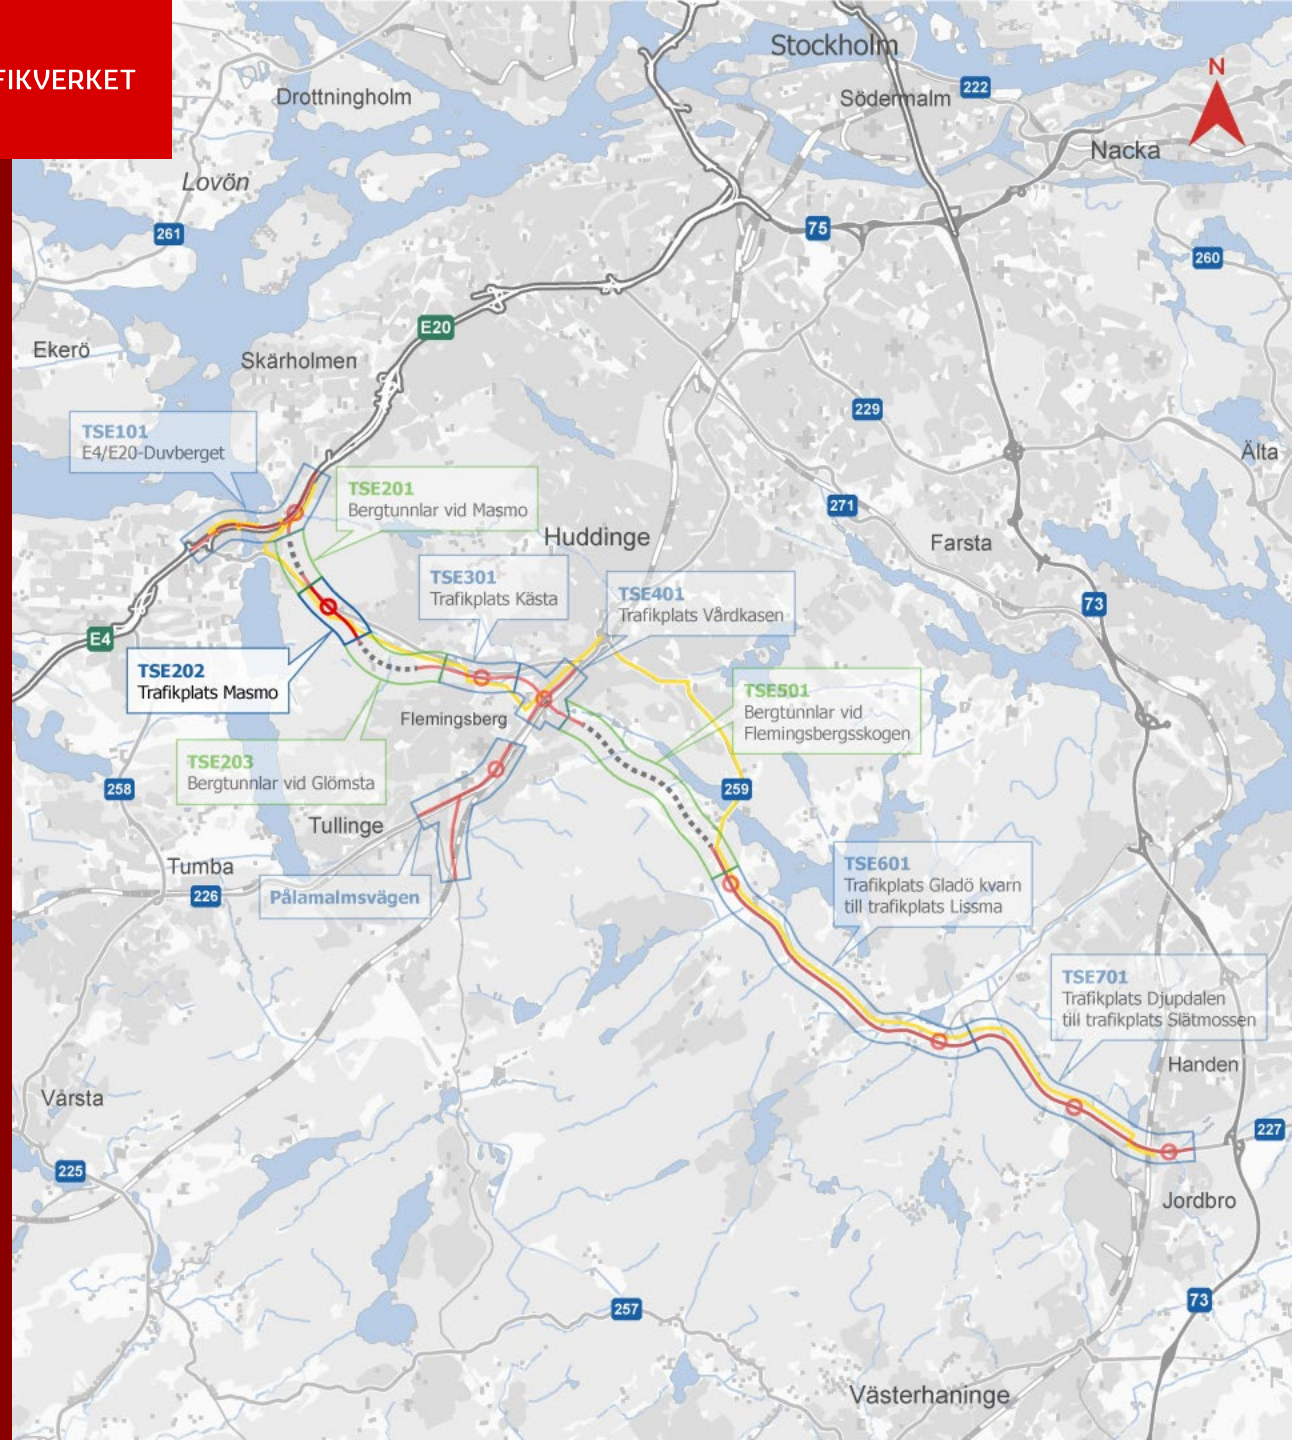 FIKVERKET
Stockholm
N
222
Södermalm
Drottningholm
Nacka
Lovön
261
75
260
E20
Ekerö
Skärholmen
229
TSE101
E4/E20-Duvberget
Älta
TSE201
Bergtunnlar vid Masmo
271
Huddinge
Farsta
TSE301
Trafikplats Kästa
TSE401
Trafikplats Vårdkasen
73
E4
TSE202
Trafikplats Masmo
TSE501
Bergtunnlar vid
Flemingsbergsskogen
Flemingsberg
TSE203
Bergtunnlar vid Glömsta
258
259
Tullinge
Tumba
226
Pålamalmsvägen
TSE601
Trafikplats Gladö kvarn
till trafikplats Lissma
TSE701
Trafikplats Djupdalen
till trafikplats Slätmossen
Handen
Vårsta
227
225
Jordbro
73
257
Västerhaninge